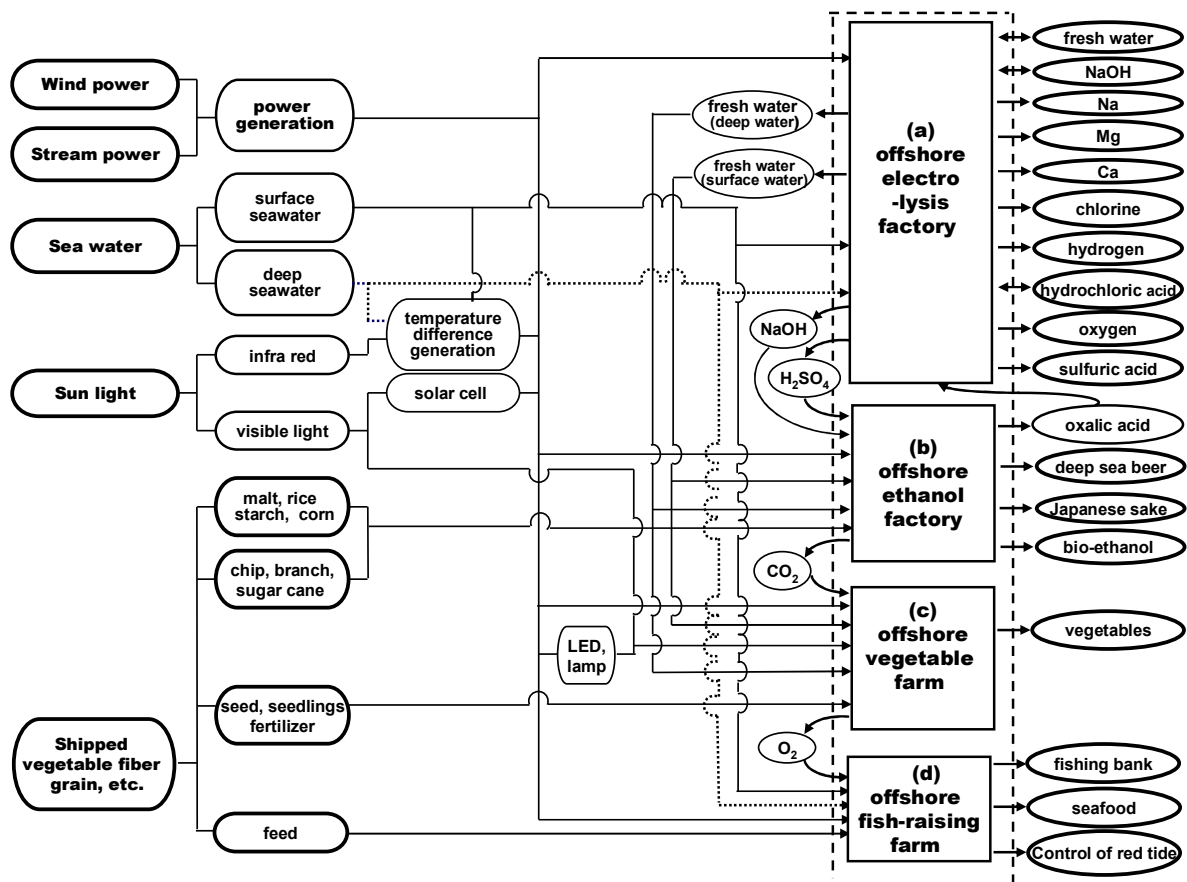 Wind power
Stream power
Sea water
Sun light
Shipped
vegetable fiber
grain, etc.
power
generation
surface
seawater
deep
seawater
infra red
visible light
temperature
difference
generation
solar cell
malt, rice
starch, corn
chip, branch,
sugar cane
seed, seedlings
fertilizer
feed
LED,
lamp
fresh water
(deep water)
fresh water
(surface water)
NaOH
H2SO4
CO2
O2
(a)
offshore
electro
-lysis
factory
(b)
offshore
ethanol
factory
(c)
offshore
vegetable
farm
(d)
offshore
fish-raising
farm
fresh water
NaOH
Na
Mg
Ca
chlorine
hydrogen
hydrochloric acid
oxygen
sulfuric acid
oxalic acid
deep sea beer
Japanese sake
bio-ethanol
vegetables
fishing bank
seafood
Control of red tide